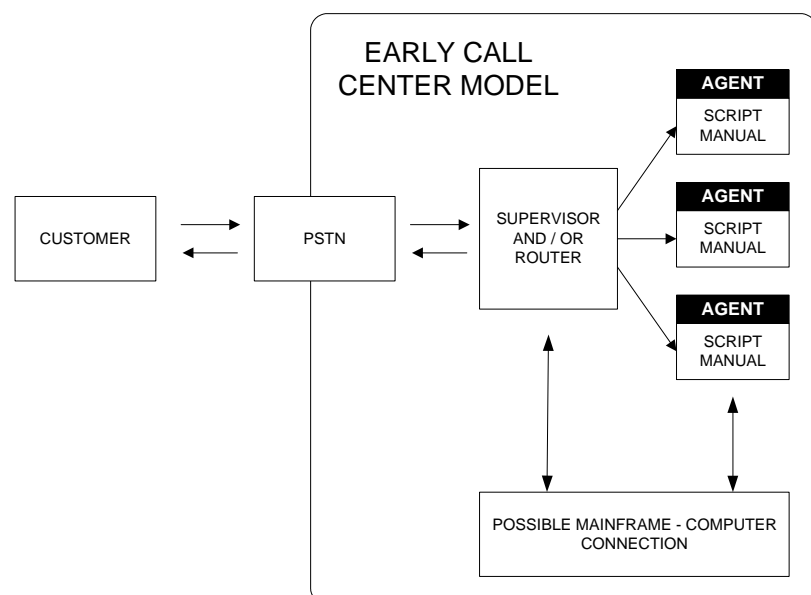 EARLY CALL
CENTER MODEL
AGENT
SCRIPT
MANUAL
AGENT
SCRIPT
MANUAL
AGENT
SCRIPT
MANUAL
CUSTOMER
PSTN
SUPERVISOR
AND / OR
ROUTER
POSSIBLE MAINFRAME - COMPUTER
CONNECTION